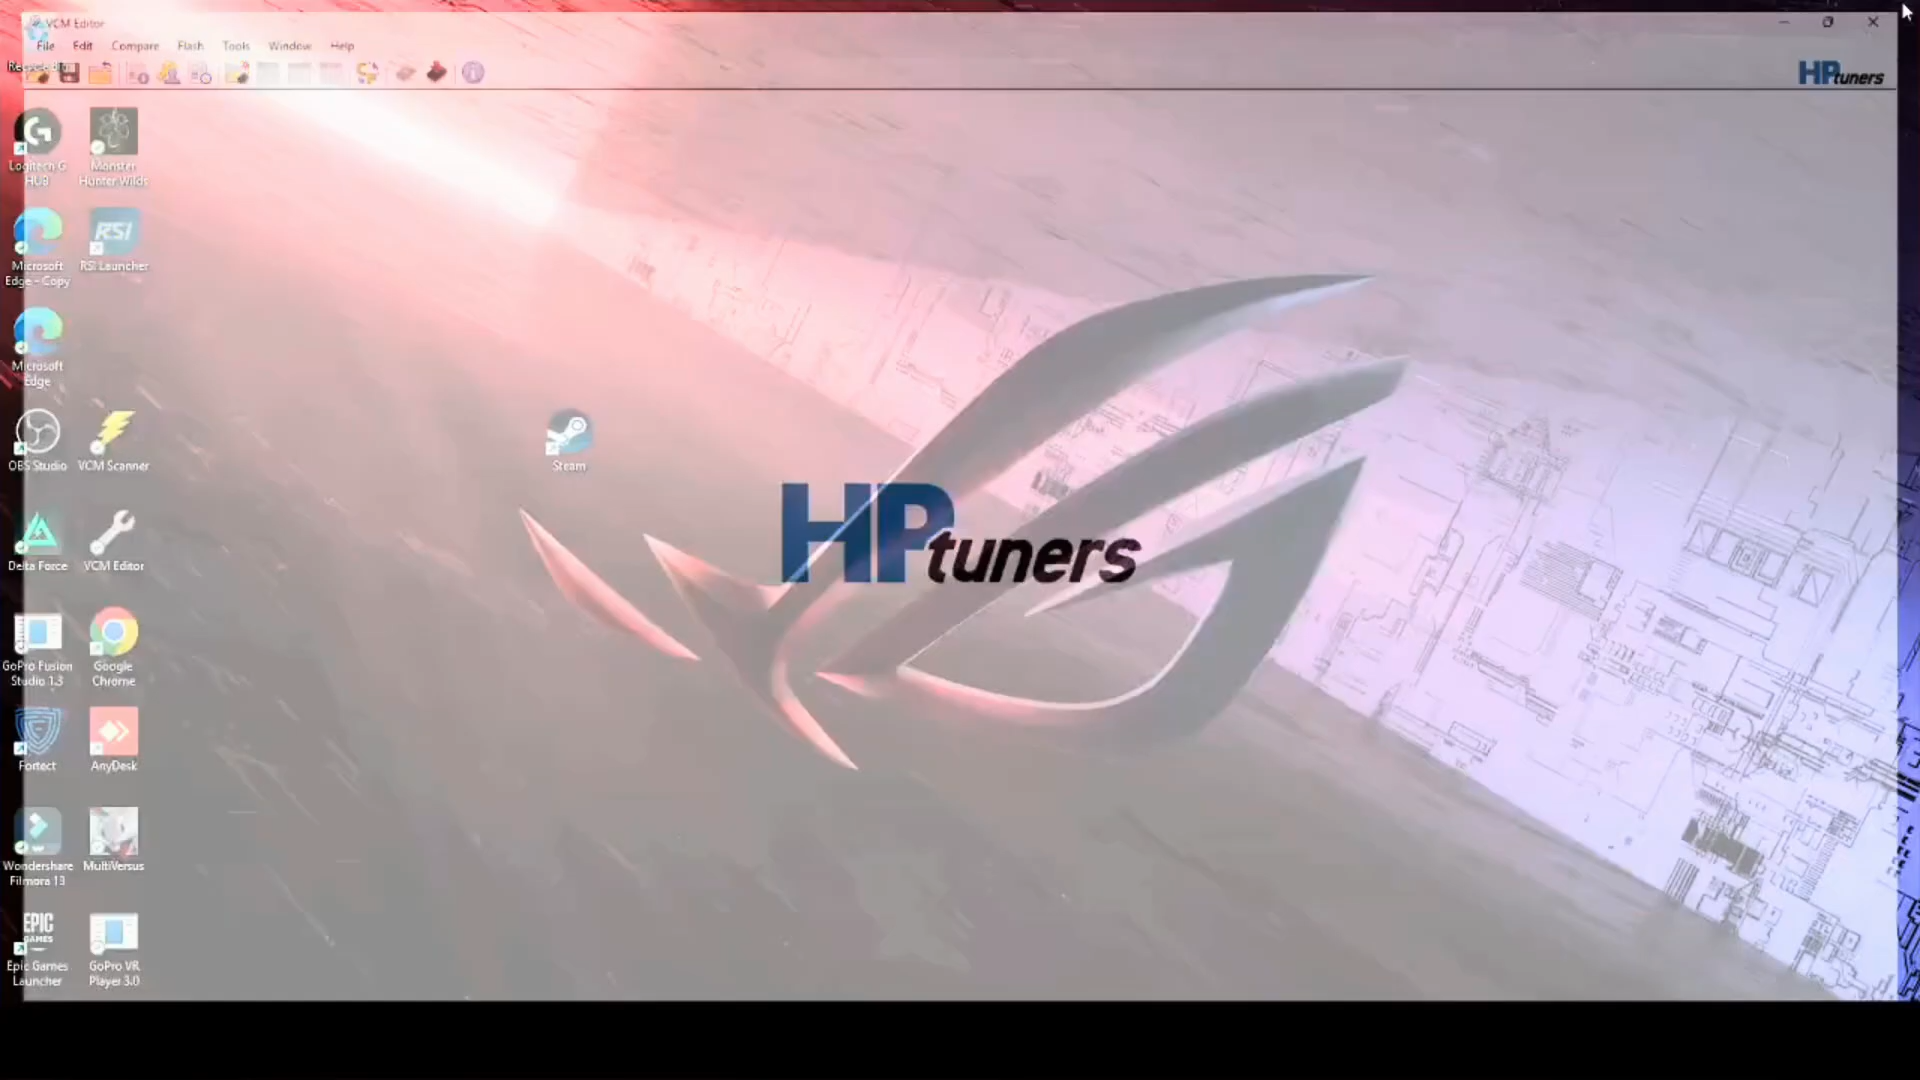 VCM Editor
File Edit Compare Flash Tools Window Help
HPtuners
Logitech G
HUB
Monster
Hunter Wilds
Microsoft
Edge - Copy
RSI
RSI Launcher
Microsoft
Edge
OBS Studio
VCM Scanner
Steam
HPtuners
Delta Force
VCM Editor
GoPro Fusion
Studio 1.3
Google
Chrome
Fortect
AnyDesk
Wondershare
Filmora 13
MultiVersus
EPIC
GAMES
Epic Games
Launcher
GoPro VR
Player 3.0